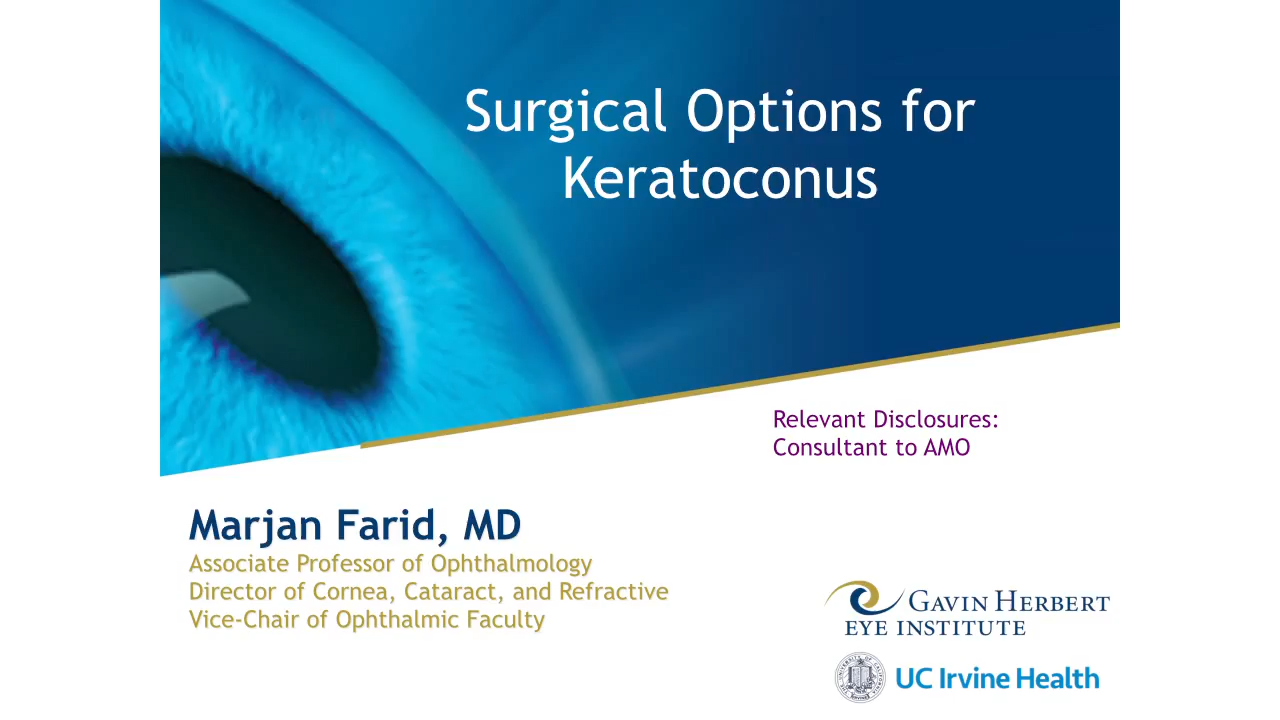 Surgical Options for
Keratoconus
Relevant Disclosures:
Consultant to AMO
Marjan Farid, MD
Associate Professor of Ophthalmology
Director of Cornea, Cataract, and Refractive
Vice-Chair of Ophthalmic Faculty
GAVIN HERBERT
EYE INSTITUTE
UC Irvine Health